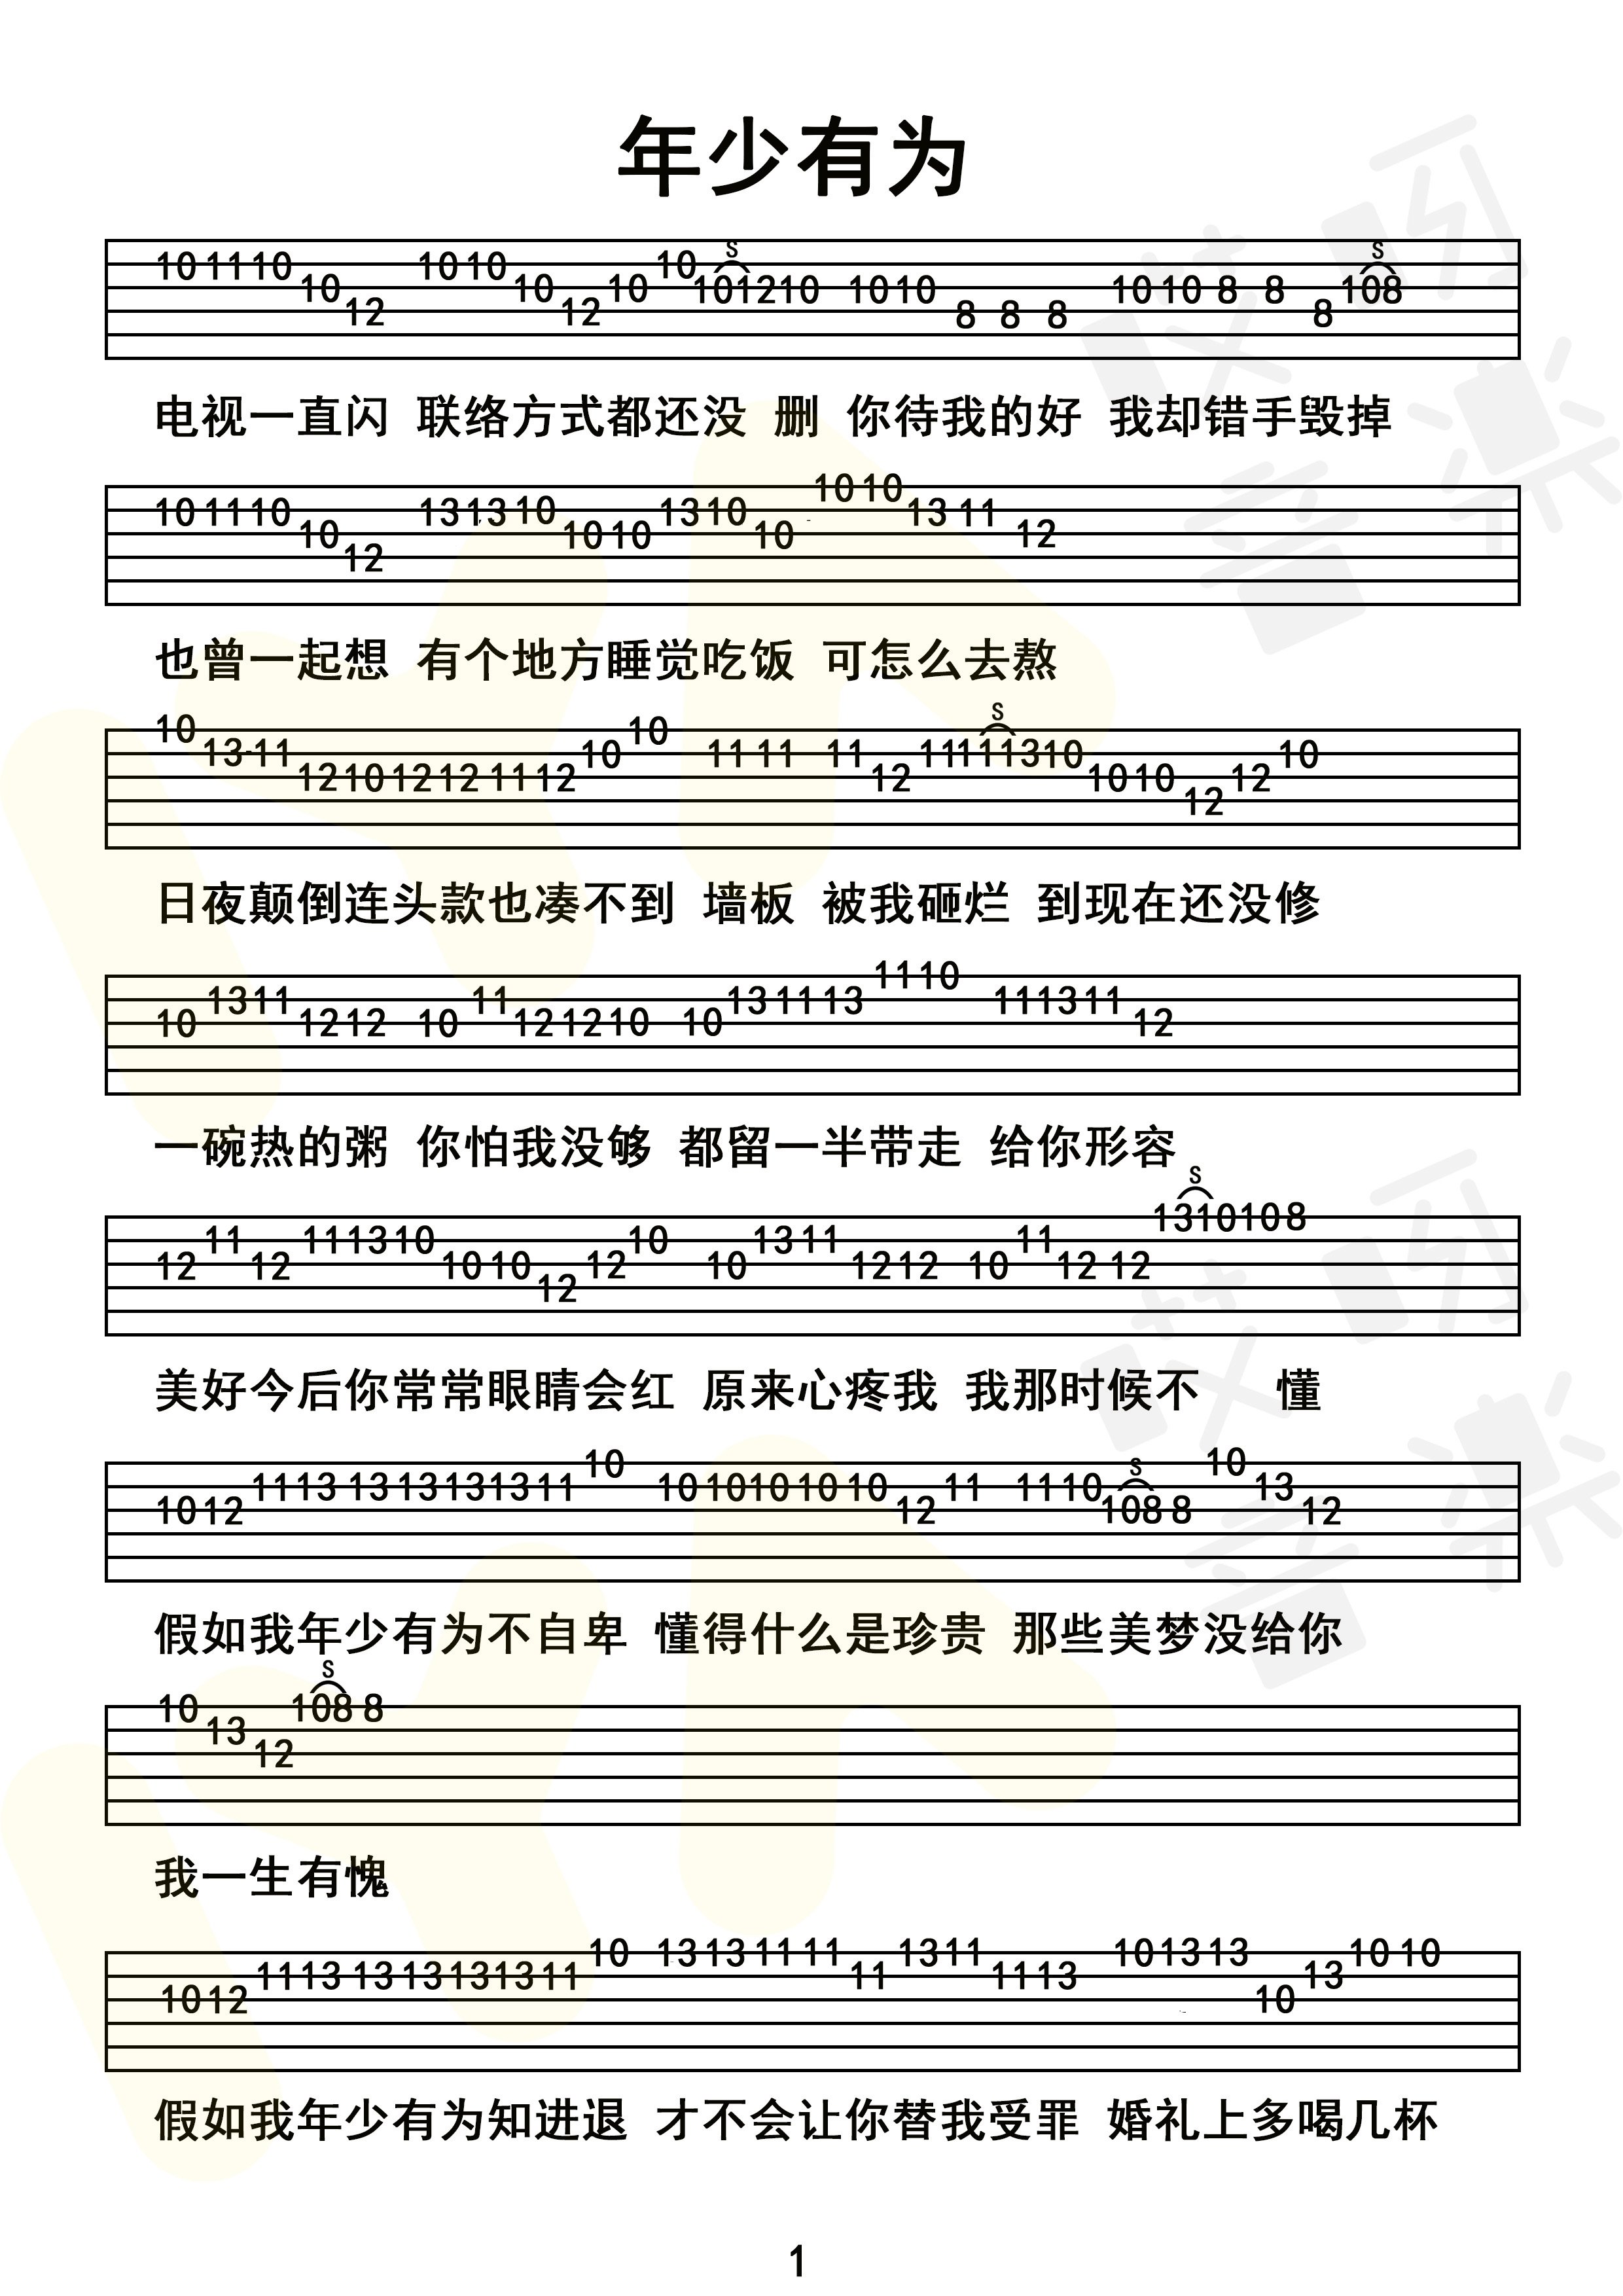 年少有为
10 11 10 10 12 10 10 10 12 10 10 S 10 12 10 10 10 8 8 8 10 10 8 8 8 S 10 8
电视一直闪 联络方式都还没 删 你待我的好 我却错手毁掉
10 11 10 10 12 13 13 10 10 10 13 10 10 10 10 13 11 12
也曾一起想 有个地方睡觉吃饭 可怎么去熬
10 13 11 12 10 12 12 11 12 10 10 11 11 11 12 11 11 S 11 13 10 10 10 12 12 10
日夜颠倒连头款也凑不到 墙板 被我砸烂 到现在还没修
10 13 11 12 12 10 11 12 12 10 10 13 11 13 11 10 11 13 11 12
一碗热的粥 你怕我没够 都留一半带走 给你形容
12 11 12 11 13 10 10 10 12 12 10 10 13 11 12 12 10 11 12 12 S 13 10 10 8
美好今后你常常眼睛会红 原来心疼我 我那时候不 懂
10 12 11 13 13 13 13 13 11 10 10 10 10 10 10 12 11 11 10 S 10 8 8 10 13 12
假如我年少有为不自卑 懂得什么是珍贵 那些美梦没给你
10 13 12 S 10 8 8
我一生有愧
10 12 11 13 13 13 13 13 11 10 13 13 11 11 11 13 11 11 13 10 13 13 10 13 10 10
假如我年少有为知进退 才不会让你替我受罪 婚礼上多喝几杯
1
艾丙音乐